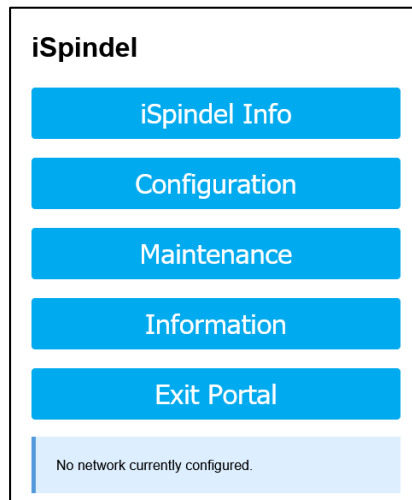 iSpindel
iSpindel Info
Configuration
Maintenance
Information
Exit Portal
No network currently configured.